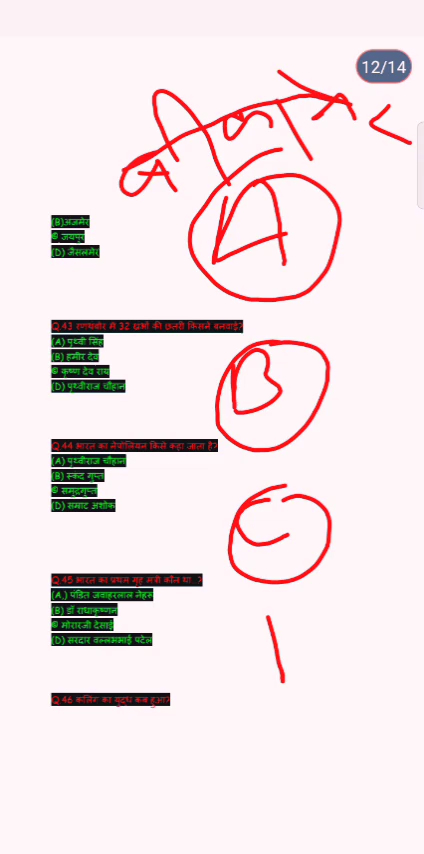 12/14
(B)अजमेर
© जयपुर
(D) जैसलमेर
A
Q.43 रणथंबोर में 32 खंभों की छतरी किसने बनवाई?
(A) पृथ्वी सिंह
(B) हमीर देव
© कृष्ण देव राय
(D) पृथ्वीराज चौहान
B
Q.44 भारत का नेपोलियन किसे कहा जाता है?
(A) पृथ्वीराज चौहान
(B) स्कंद गुप्त
© समुद्रगुप्त
(D) सम्राट अशोक
C
Q.45 भारत का प्रथम गृह मंत्री कौन था ?
(A.) पंडित जवाहरलाल नेहरू
(B) डॉ राधाकृष्णन
© मोरारजी देसाई
(D) सरदार वल्लभभाई पटेल
Q.46 कलिंग का युद्ध कब हुआ?